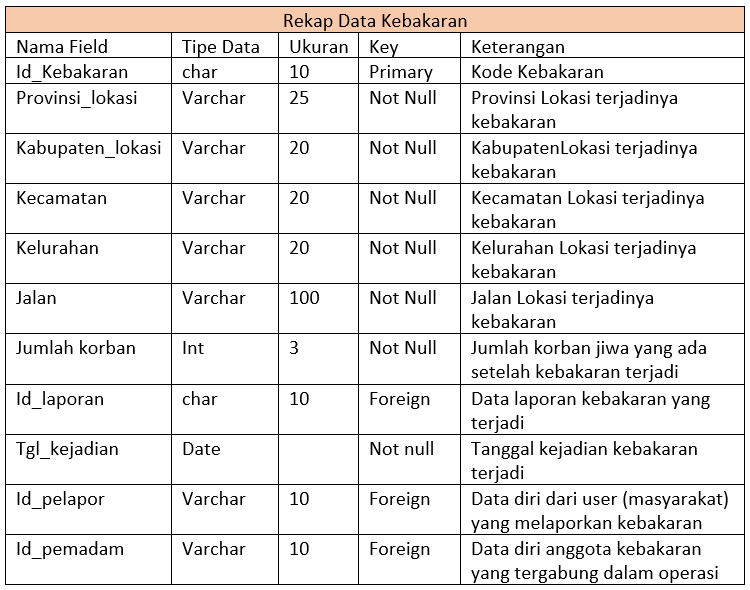 Rekap Data Kebakaran
Nama Field Tipe Data Ukuran Key Keterangan
Id_Kebakaran char 10 Primary Kode Kebakaran
Provinsi_lokasi Varchar 25 Not Null Provinsi Lokasi terjadinya
kebakaran
Kabupaten_lokasi Varchar 20 Not Null KabupatenLokasi terjadinya
kebakaran
Kecamatan Varchar 20 Not Null Kecamatan Lokasi terjadinya
kebakaran
Kelurahan Varchar 20 Not Null Kelurahan Lokasi terjadinya
kebakaran
Jalan Varchar 100 Not Null Jalan Lokasi terjadinya
kebakaran
Jumlah korban Int 3 Not Null Jumlah korban jiwa yang ada
setelah kebakaran terjadi
Id_laporan char 10 Foreign Data laporan kebakaran yang
terjadi
Tgl_kejadian Date Not null Tanggal kejadian kebakaran
terjadi
Id_pelapor Varchar 10 Foreign Data diri dari user (masyarakat)
yang melaporkan kebakaran
Id_pemadam Varchar 10 Foreign Data diri anggota kebakaran
yang tergabung dalam operasi